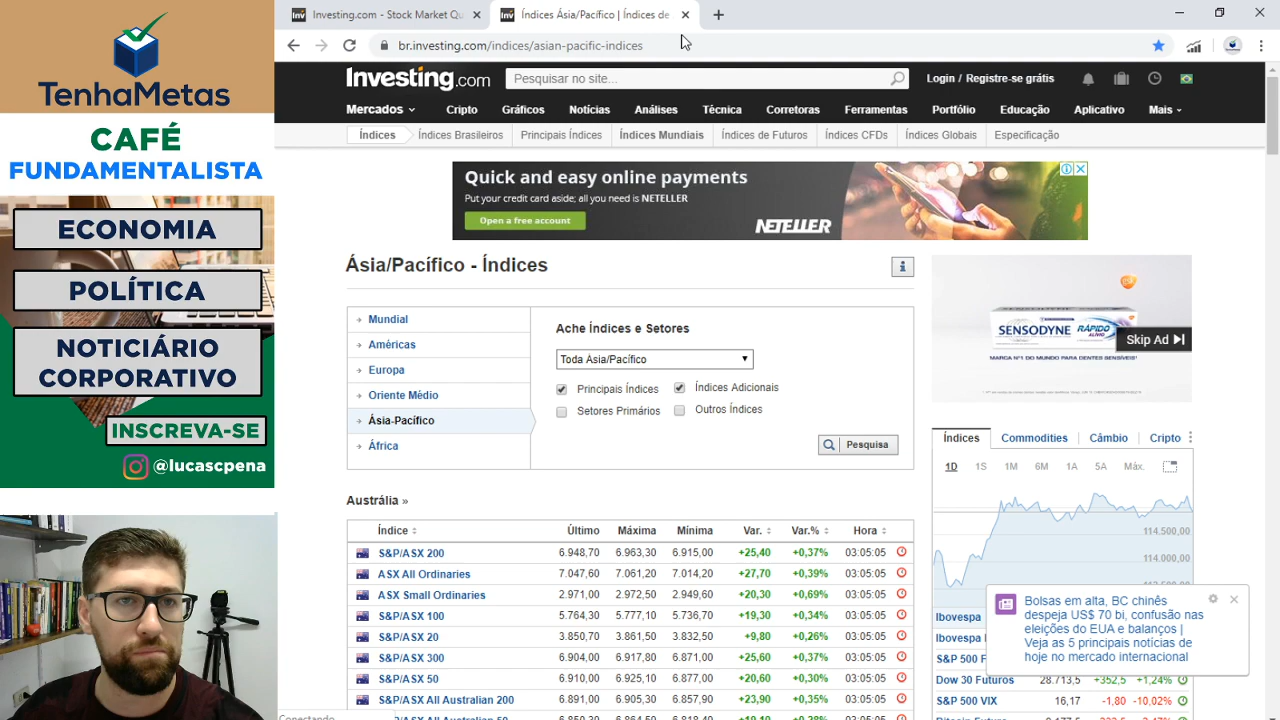 TenhaMetas
CAFÉ
FUNDAMENTALISTA
ECONOMIA
POLÍTICA
NOTICIÁRIO
CORPORATIVO
INSCREVA-SE
@lucascpena
Investing.com - Stock Market Qu
Índices Ásia/Pacífico | Índices de
br.investing.com/indices/asian-pacific-indices
Investing.com
Pesquisar no site...
Login / Registre-se grátis
Mercados Cripto Gráficos Notícias Análises Técnica Corretoras Ferramentas Portfólio Educação Aplicativo Mais
Índices Índices Brasileiros Principais Índices Índices Mundiais Índices de Futuros Índices CFDs Índices Globais Especificação
Quick and easy online payments
Put your credit card aside; all you need is NETELLER
Open a free account
NETELLER
Ásia/Pacífico - Índices
Mundial
Américas
Europa
Oriente Médio
Ásia-Pacífico
África
Ache Índices e Setores
Toda Asia/Pacífico
Principais Índices Índices Adicionais
Setores Primários Outros Índices
Pesquisa
SENSODYNE RÁPIDO ALÍVIO
MARCA Nº1 DO MUNDO PARA DENTES SENSÍVEIS*
Skip Ad
Austrália »
Índice Último Máxima Mínima Var. Var.% Hora
S&P/ASX 200 6.948,70 6.963,30 6.915,00 +25,40 +0,37% 03:05:05
ASX All Ordinaries 7.047,60 7.061,20 7.014,20 +27,70 +0,39% 03:05:05
ASX Small Ordinaries 2.971,00 2.972,50 2.949,60 +20,30 +0,69% 03:05:05
S&P/ASX 100 5.764,30 5.777,10 5.736,70 +19,30 +0,34% 03:05:05
S&P/ASX 20 3.850,70 3.861,50 3.832,50 +9,80 +0,26% 03:05:05
S&P/ASX 300 6.904,00 6.917,80 6.871,00 +25,60 +0,37% 03:05:05
S&P/ASX 50 6.910,00 6.925,10 6.877,00 +20,60 +0,30% 03:05:05
S&P/ASX All Australian 200 6.891,00 6.905,30 6.857,90 +23,90 +0,35% 03:05:05
Conectando
Índices Commodities Câmbio Cripto
1D 1S 1M 6M 1A 5A Máx.
114.500,00
114.000,00
Ibovespa
Ibovespa
S&P 500 F
Dow 30 Futuros 28.713,5 +352,5 +1,24%
S&P 500 VIX 16,17 -1,80 -10,02%
Bolsas em alta, BC chinês
despeja US$ 70 bi, confusão nas
eleições do EUA e balanços |
Veja as 5 principais notícias de
hoje no mercado internacional